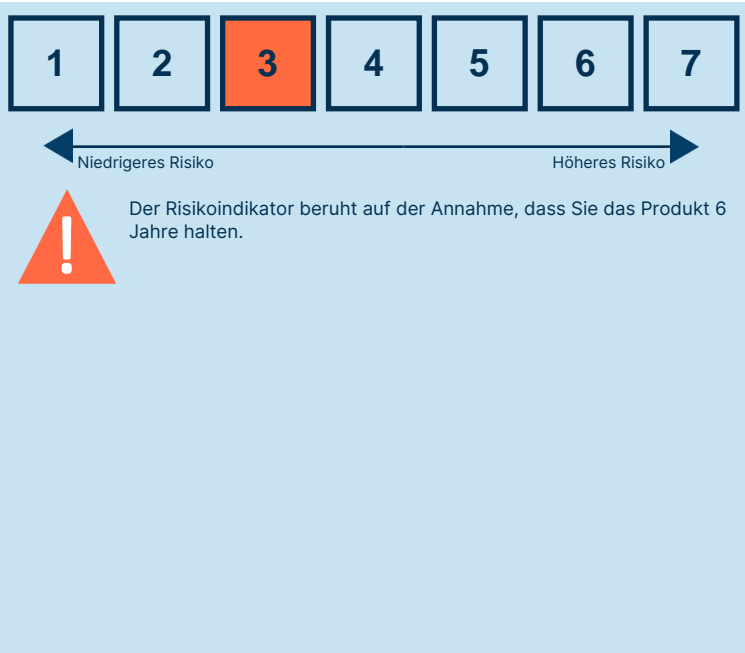 1 2 3 4 5 6 7
Niedrigeres Risiko Höheres Risiko
!
Der Risikoindikator beruht auf der Annahme, dass Sie das Produkt 6
Jahre halten.